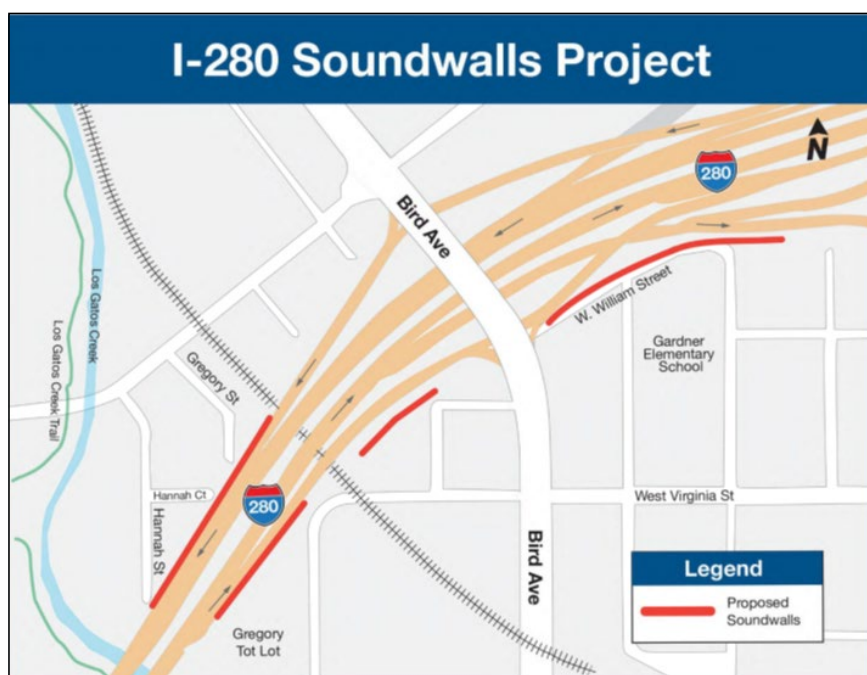 I-280 Soundwalls Project
N
280
Bird Ave
Los Gatos Creek
Los Gatos Creek Trail
W. William Street
Gardner
Elementary
School
Gregory St
Hannah Ct
Hannah St
280
West Virginia St
Bird Ave
Gregory
Tot Lot
Legend
Proposed
Soundwalls